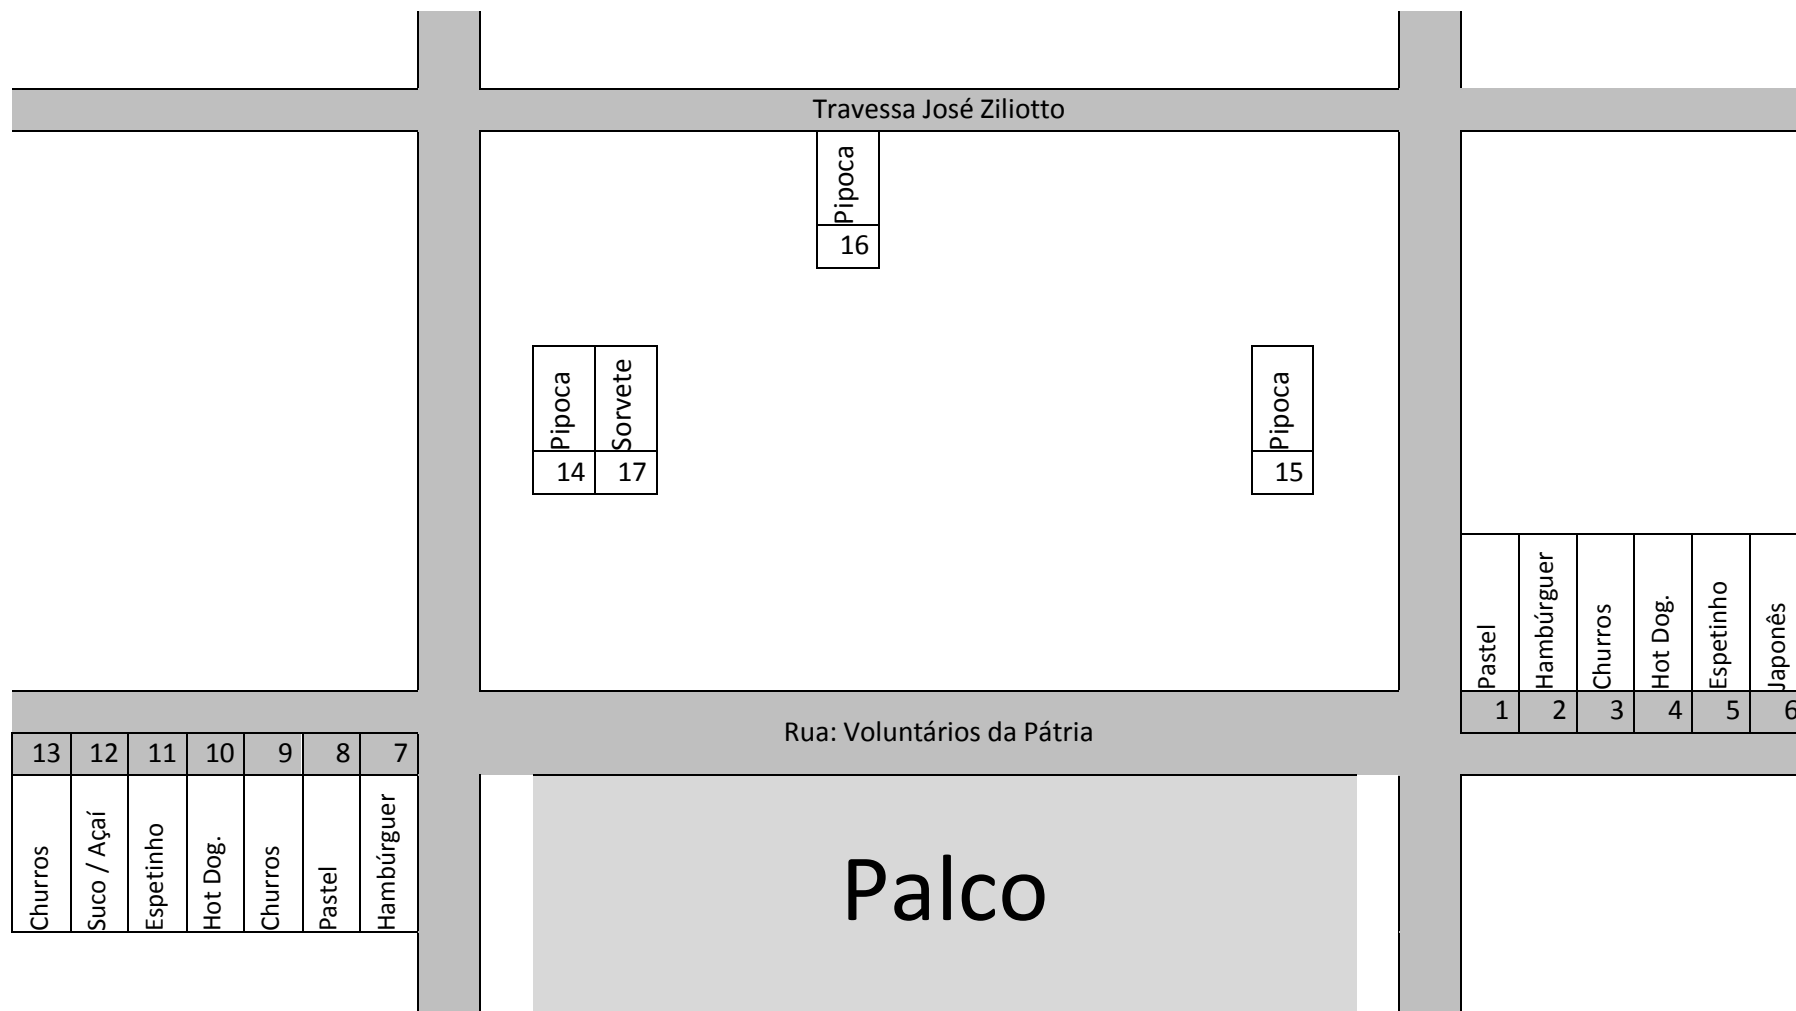 Travessa José Ziliotto
Pipoca
16
Pipoca
Sorvete
14
17
Pipoca
15
Pastel
Hambúrguer
Churros
Hot Dog.
Espetinho
Japonês
1
2
3
4
5
6
Rua: Voluntários da Pátria
13
12
11
10
9
8
7
Churros
Suco / Açaí
Espetinho
Hot Dog.
Churros
Pastel
Hambúrguer
Palco